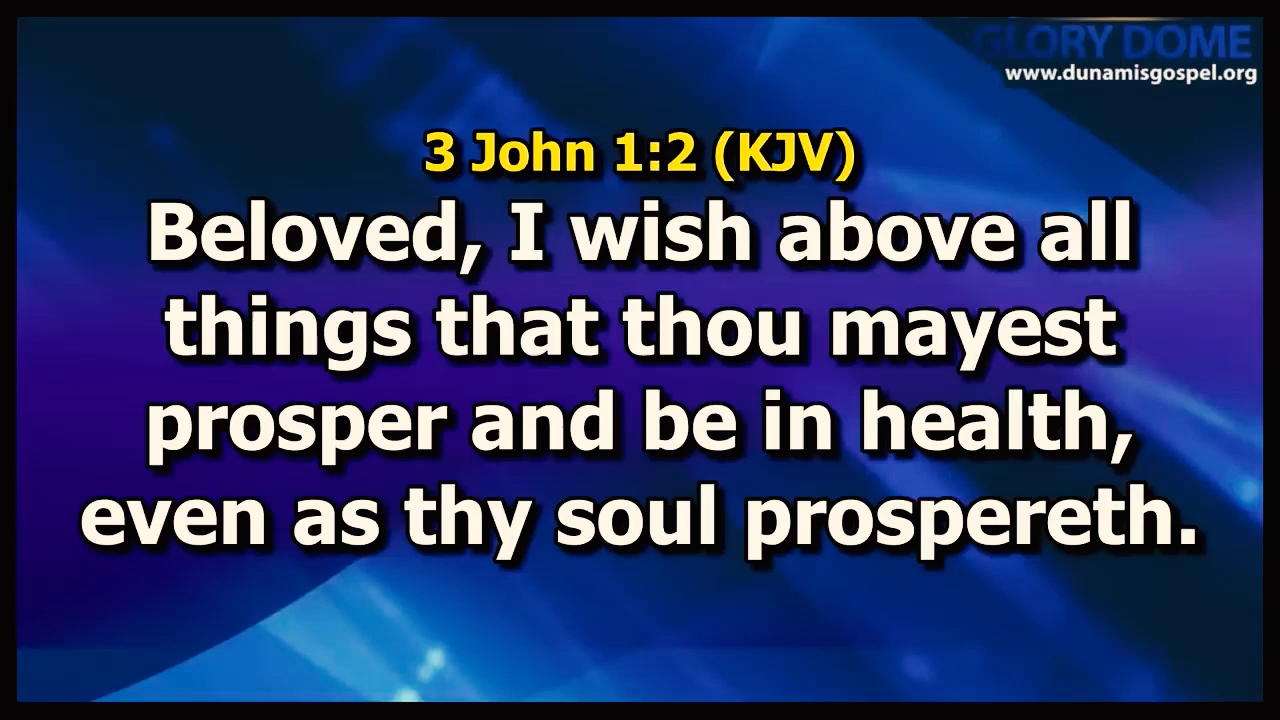 GLORY DOME
www.dunamisgospel.org
3 John 1:2 (KJV)
Beloved, I wish above all
things that thou mayest
prosper and be in health,
even as thy soul prospereth.